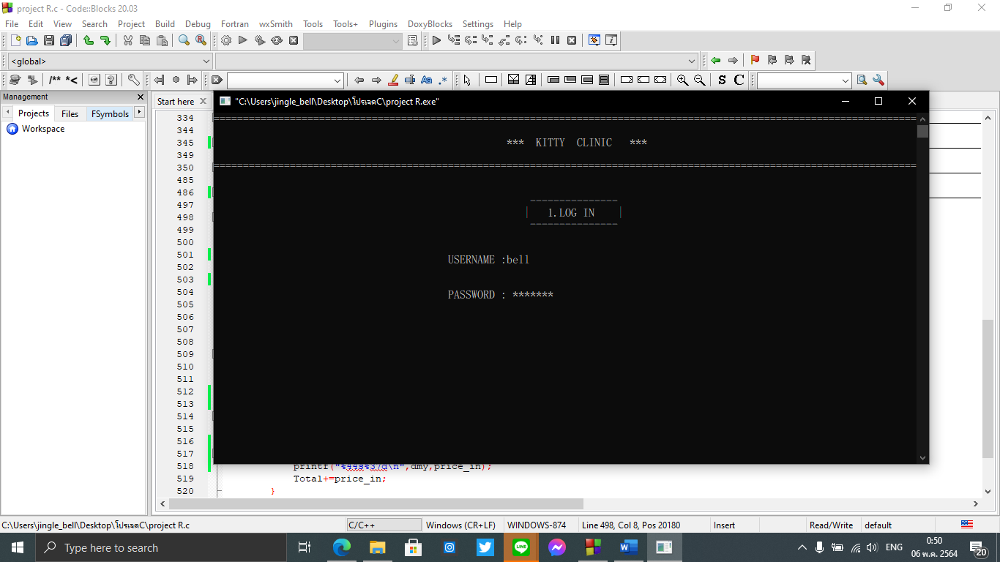 project R.c - Code::Blocks 20.03
File Edit View Search Project Build Debug Fortran wxSmith Tools Tools+ Plugins DoxyBlocks Settings Help
<global>
/** *<
S C
Management
Start here
"C:\Users\jingle_bell\Desktop\โปรเจคC\project R.exe"
Projects Files FSymbols
Workspace
334
344
345
349
350
485
486
497
498
499
500
501
502
503
504
505
506
507
508
509
510
511
512
513
514
515
516
517
518 printf("%44s%37d\n",dmy,price_in);
519 Total+=price_in;
520 }
*** KITTY CLINIC ***
1.LOG IN
USERNAME :bell
PASSWORD : *******
C:\Users\jingle_bell\Desktop\โปรเจคC\project R.c C/C++ Windows (CR+LF) WINDOWS-874 Line 498, Col 8, Pos 20180 Insert Read/Write default
Type here to search
ENG
0:50
06 พ.ค. 2564
20